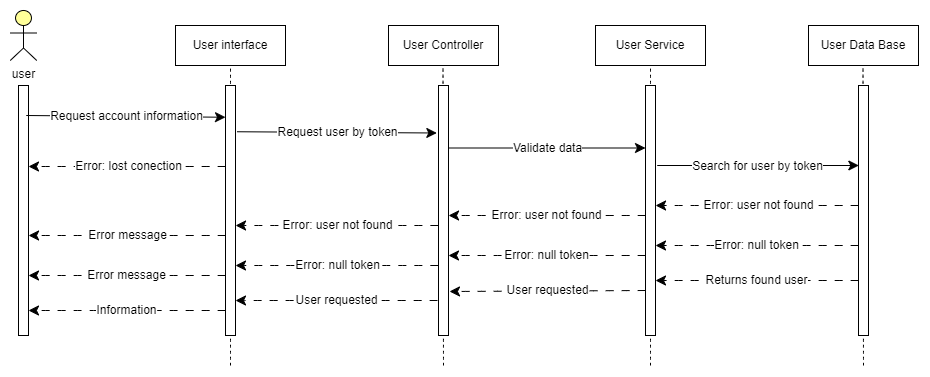 User interface
User Controller
User Service
User Data Base
user
Request account information
Request user by token
Validate data
Search for user by token
Error: lost conection
Error: user not found
Error: user not found
Error: user not found
Error message
Error: null token
Error: null token
Error: null token
Error message
Returns found user
User requested
User requested
Information